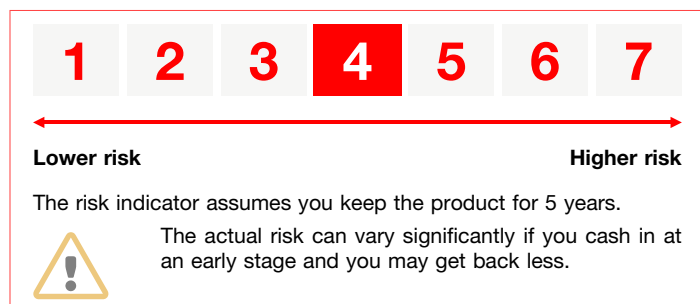 1 2 3 4 5 6 7
Lower risk Higher risk
The risk indicator assumes you keep the product for 5 years.
The actual risk can vary significantly if you cash in at
an early stage and you may get back less.